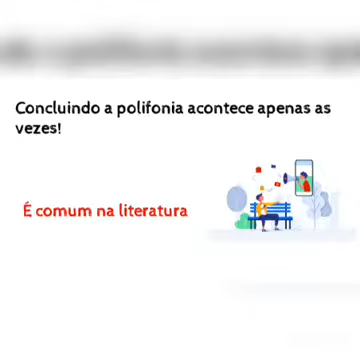 Concluindo a polifonia acontece apenas as
vezes!
É comum na literatura